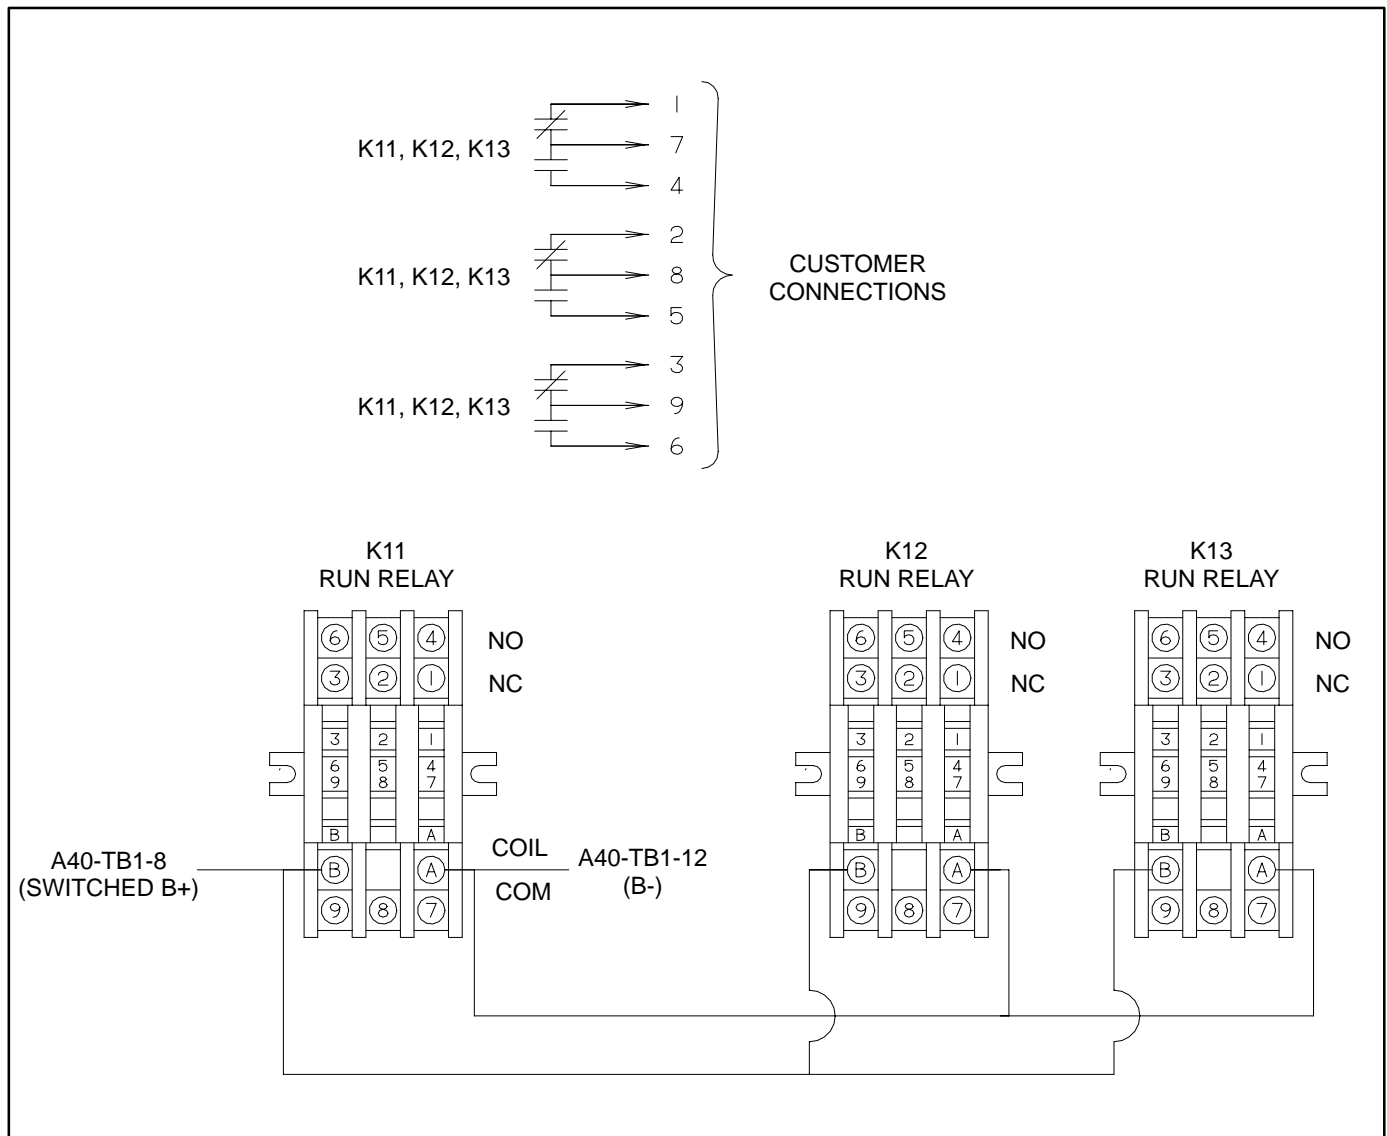 1
K11, K12, K13
7
4
2
K11, K12, K13
8
5
CUSTOMER
CONNECTIONS
3
K11, K12, K13
9
6
K11
RUN RELAY
K12
RUN RELAY
K13
RUN RELAY
6 5 4 NO
3 2 1 NC
3 2 1
6 5 4
9 8 7
B A
B A
9 8 7
6 5 4 NO
3 2 1 NC
3 2 1
6 5 4
9 8 7
B A
B A
9 8 7
6 5 4 NO
3 2 1 NC
3 2 1
6 5 4
9 8 7
B A
B A
9 8 7
A40-TB1-8
(SWITCHED B+)
COIL
COM
A40-TB1-12
(B-)